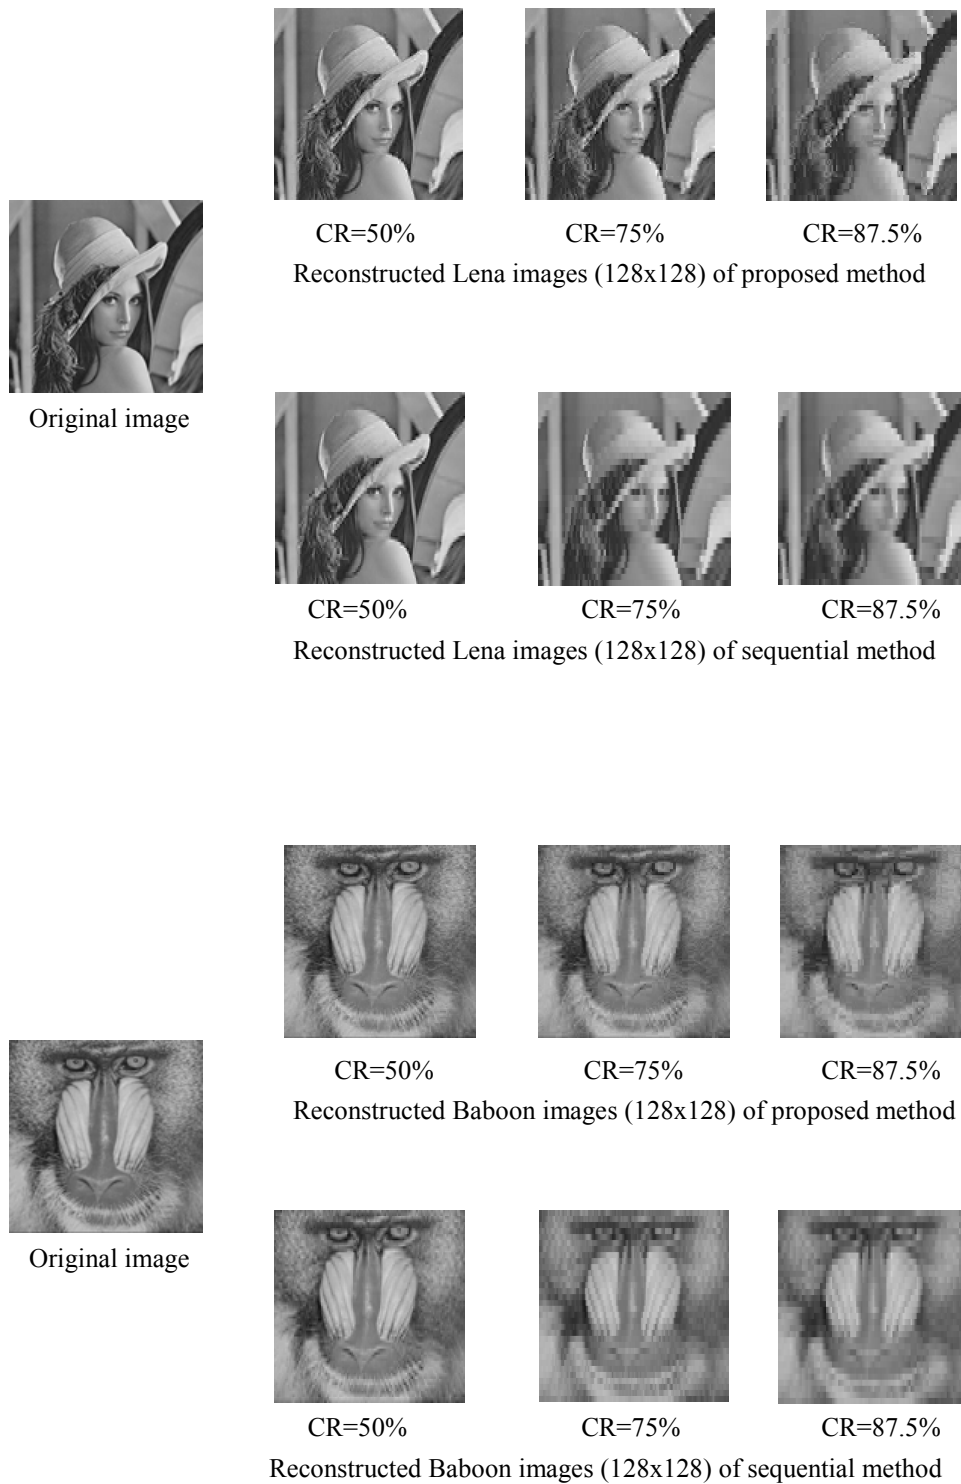 CR=50% CR=75% CR=87.5%
Reconstructed Lena images (128x128) of proposed method
Original image
CR=50% CR=75% CR=87.5%
Reconstructed Lena images (128x128) of sequential method
CR=50% CR=75% CR=87.5%
Reconstructed Baboon images (128x128) of proposed method
Original image
CR=50% CR=75% CR=87.5%
Reconstructed Baboon images (128x128) of sequential method